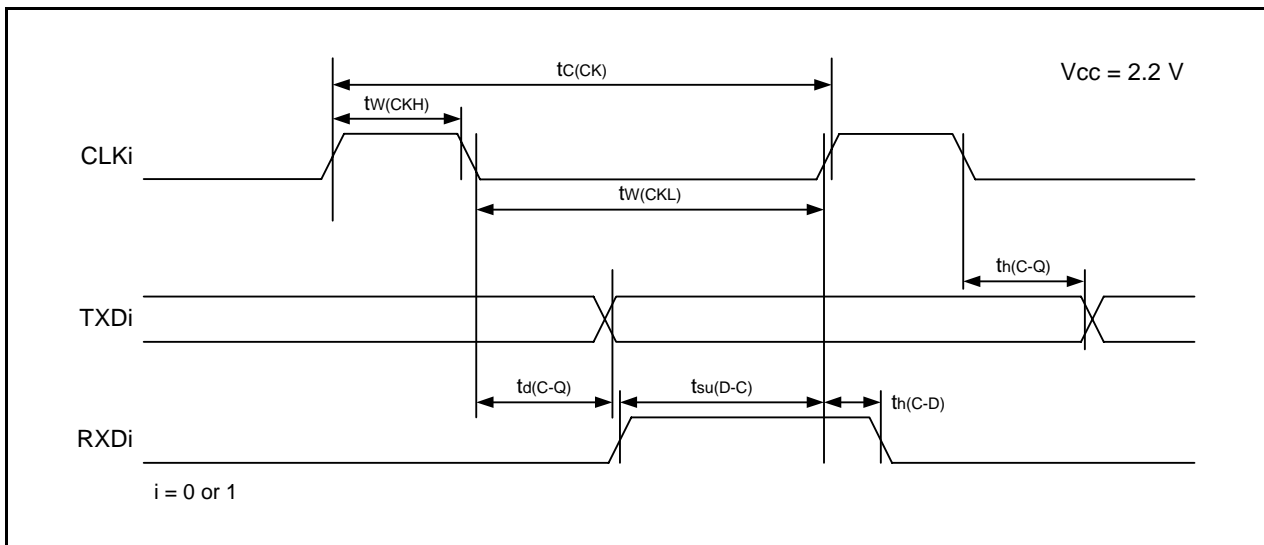 tC(CK)
Vcc = 2.2 V
tW(CKH)
CLKi
tW(CKL)
th(C-Q)
TXDi
td(C-Q)
tsu(D-C)
th(C-D)
RXDi
i = 0 or 1